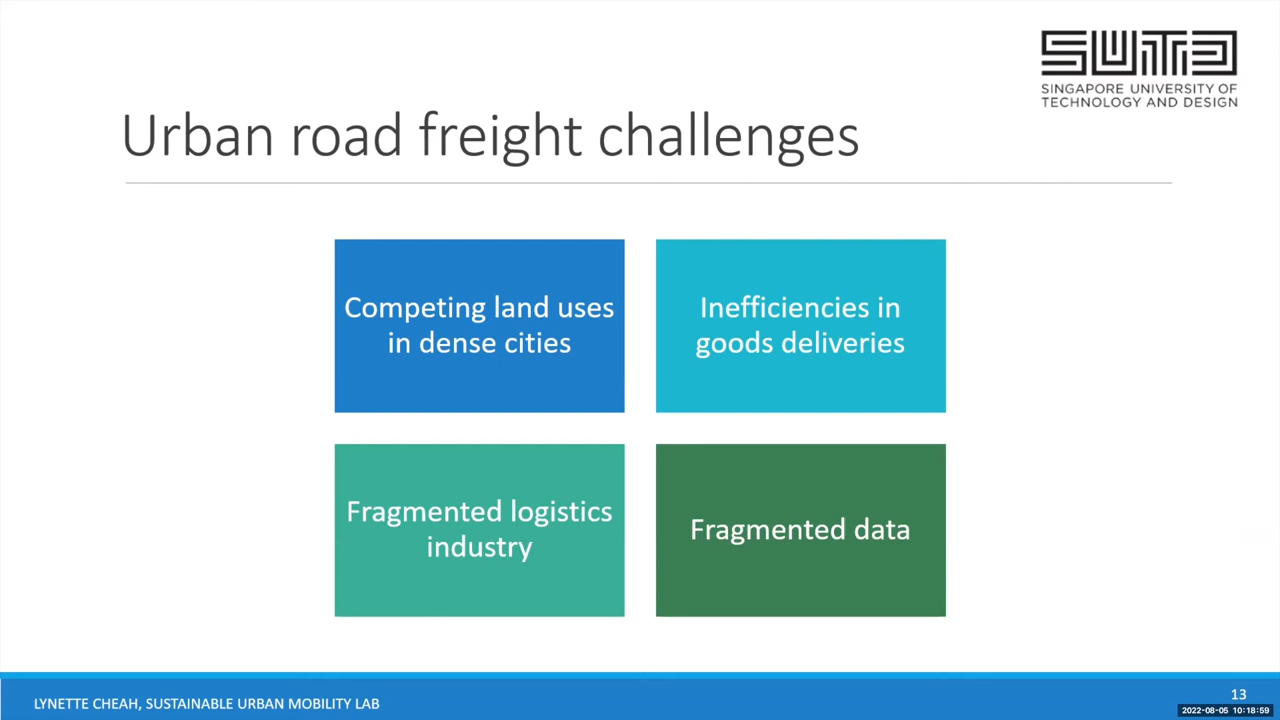 SUTD
SINGAPORE UNIVERSITY OF
TECHNOLOGY AND DESIGN
Urban road freight challenges
Competing land uses
in dense cities
Inefficiencies in
goods deliveries
Fragmented logistics
industry
Fragmented data
LYNETTE CHEAH, SUSTAINABLE URBAN MOBILITY LAB
13
2022-08-05 10:18:59